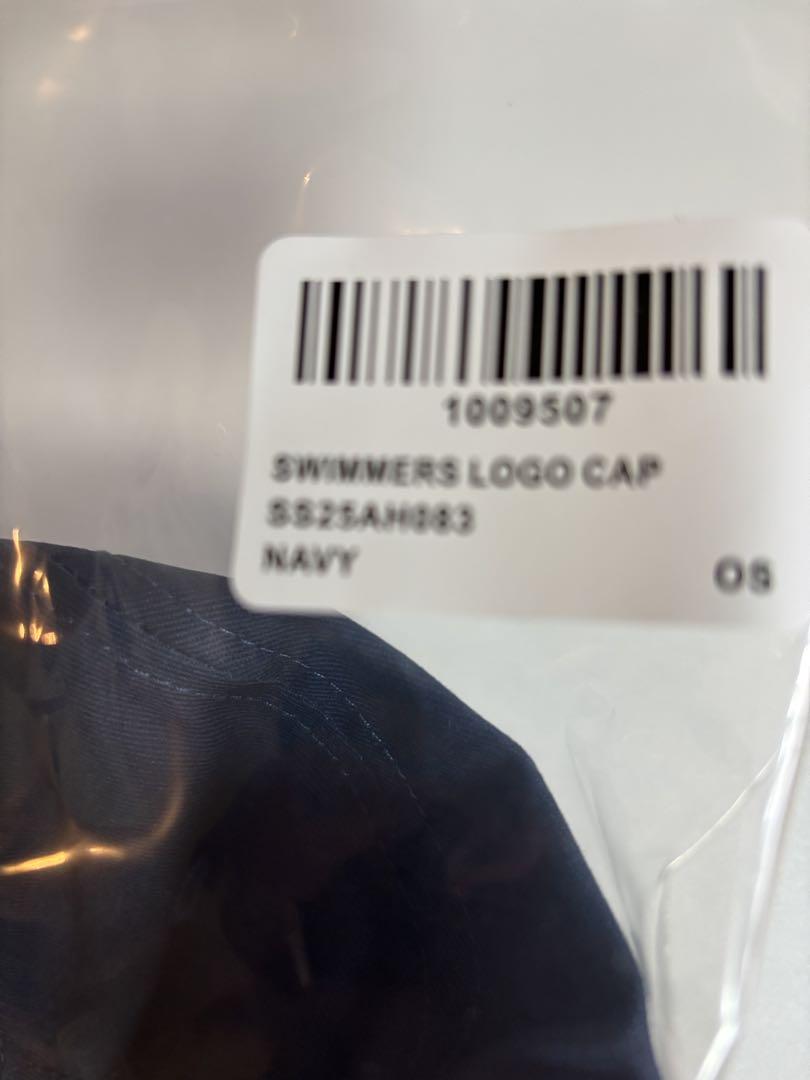 1009507
SWIMMERS LOGO CAP
SS25AH083
NAVY
OS